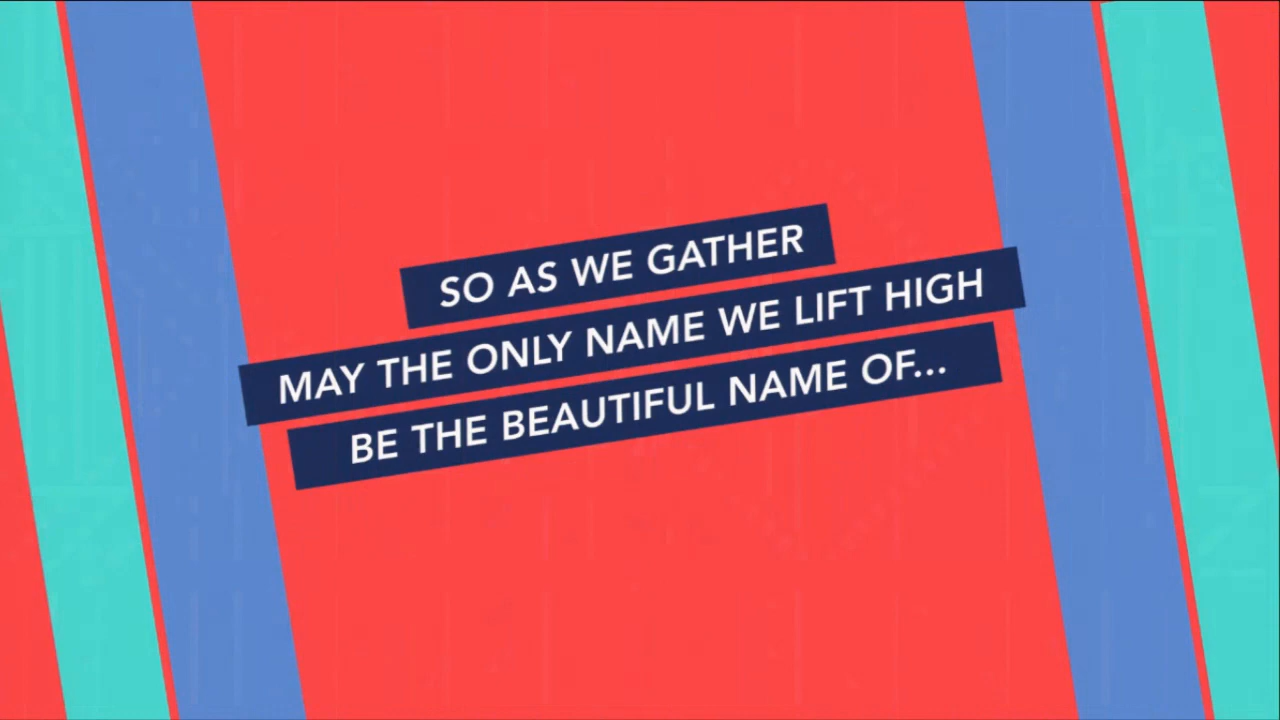 SO AS WE GATHER
MAY THE ONLY NAME WE LIFT HIGH
BE THE BEAUTIFUL NAME OF...